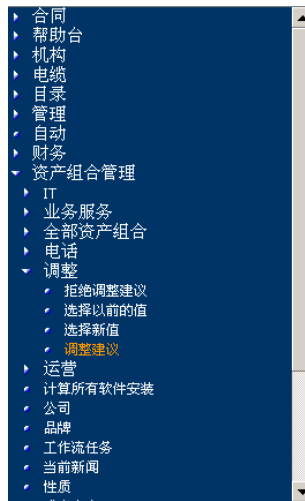 合同
帮助台
机构
电缆
目录
管理
自动
财务
资产组合管理
IT
业务服务
全部资产组合
电话
调整
拒绝调整建议
选择以前的值
选择新值
调整建议
运营
计算所有软件安装
公司
品牌
工作流任务
当前新闻
性质